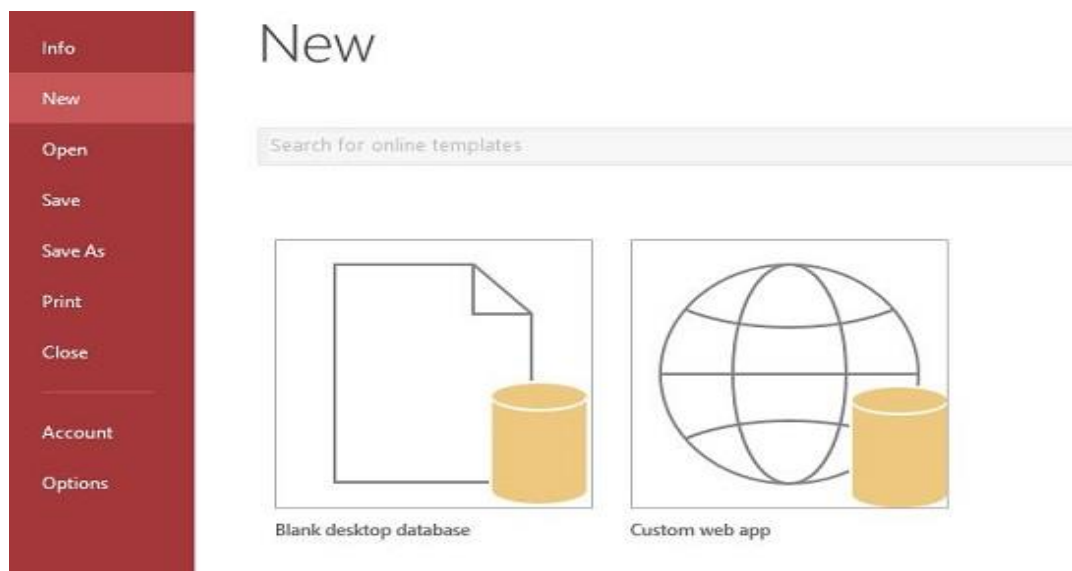 Info
New
Open
Save
Save As
Print
Close
Account
Options
New
Search for online templates
Blank desktop database
Custom web app